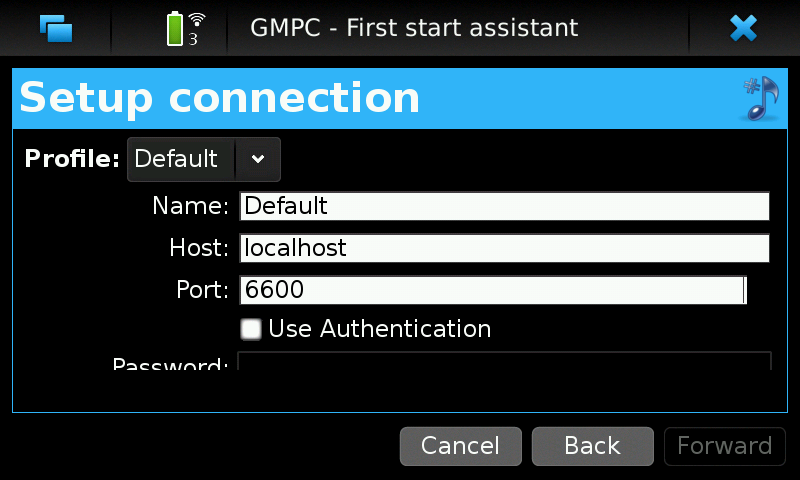 3 GMPC - First start assistant
Setup connection
Profile: Default
Name: Default
Host: localhost
Port: 6600
Use Authentication
Password:
Cancel Back Forward